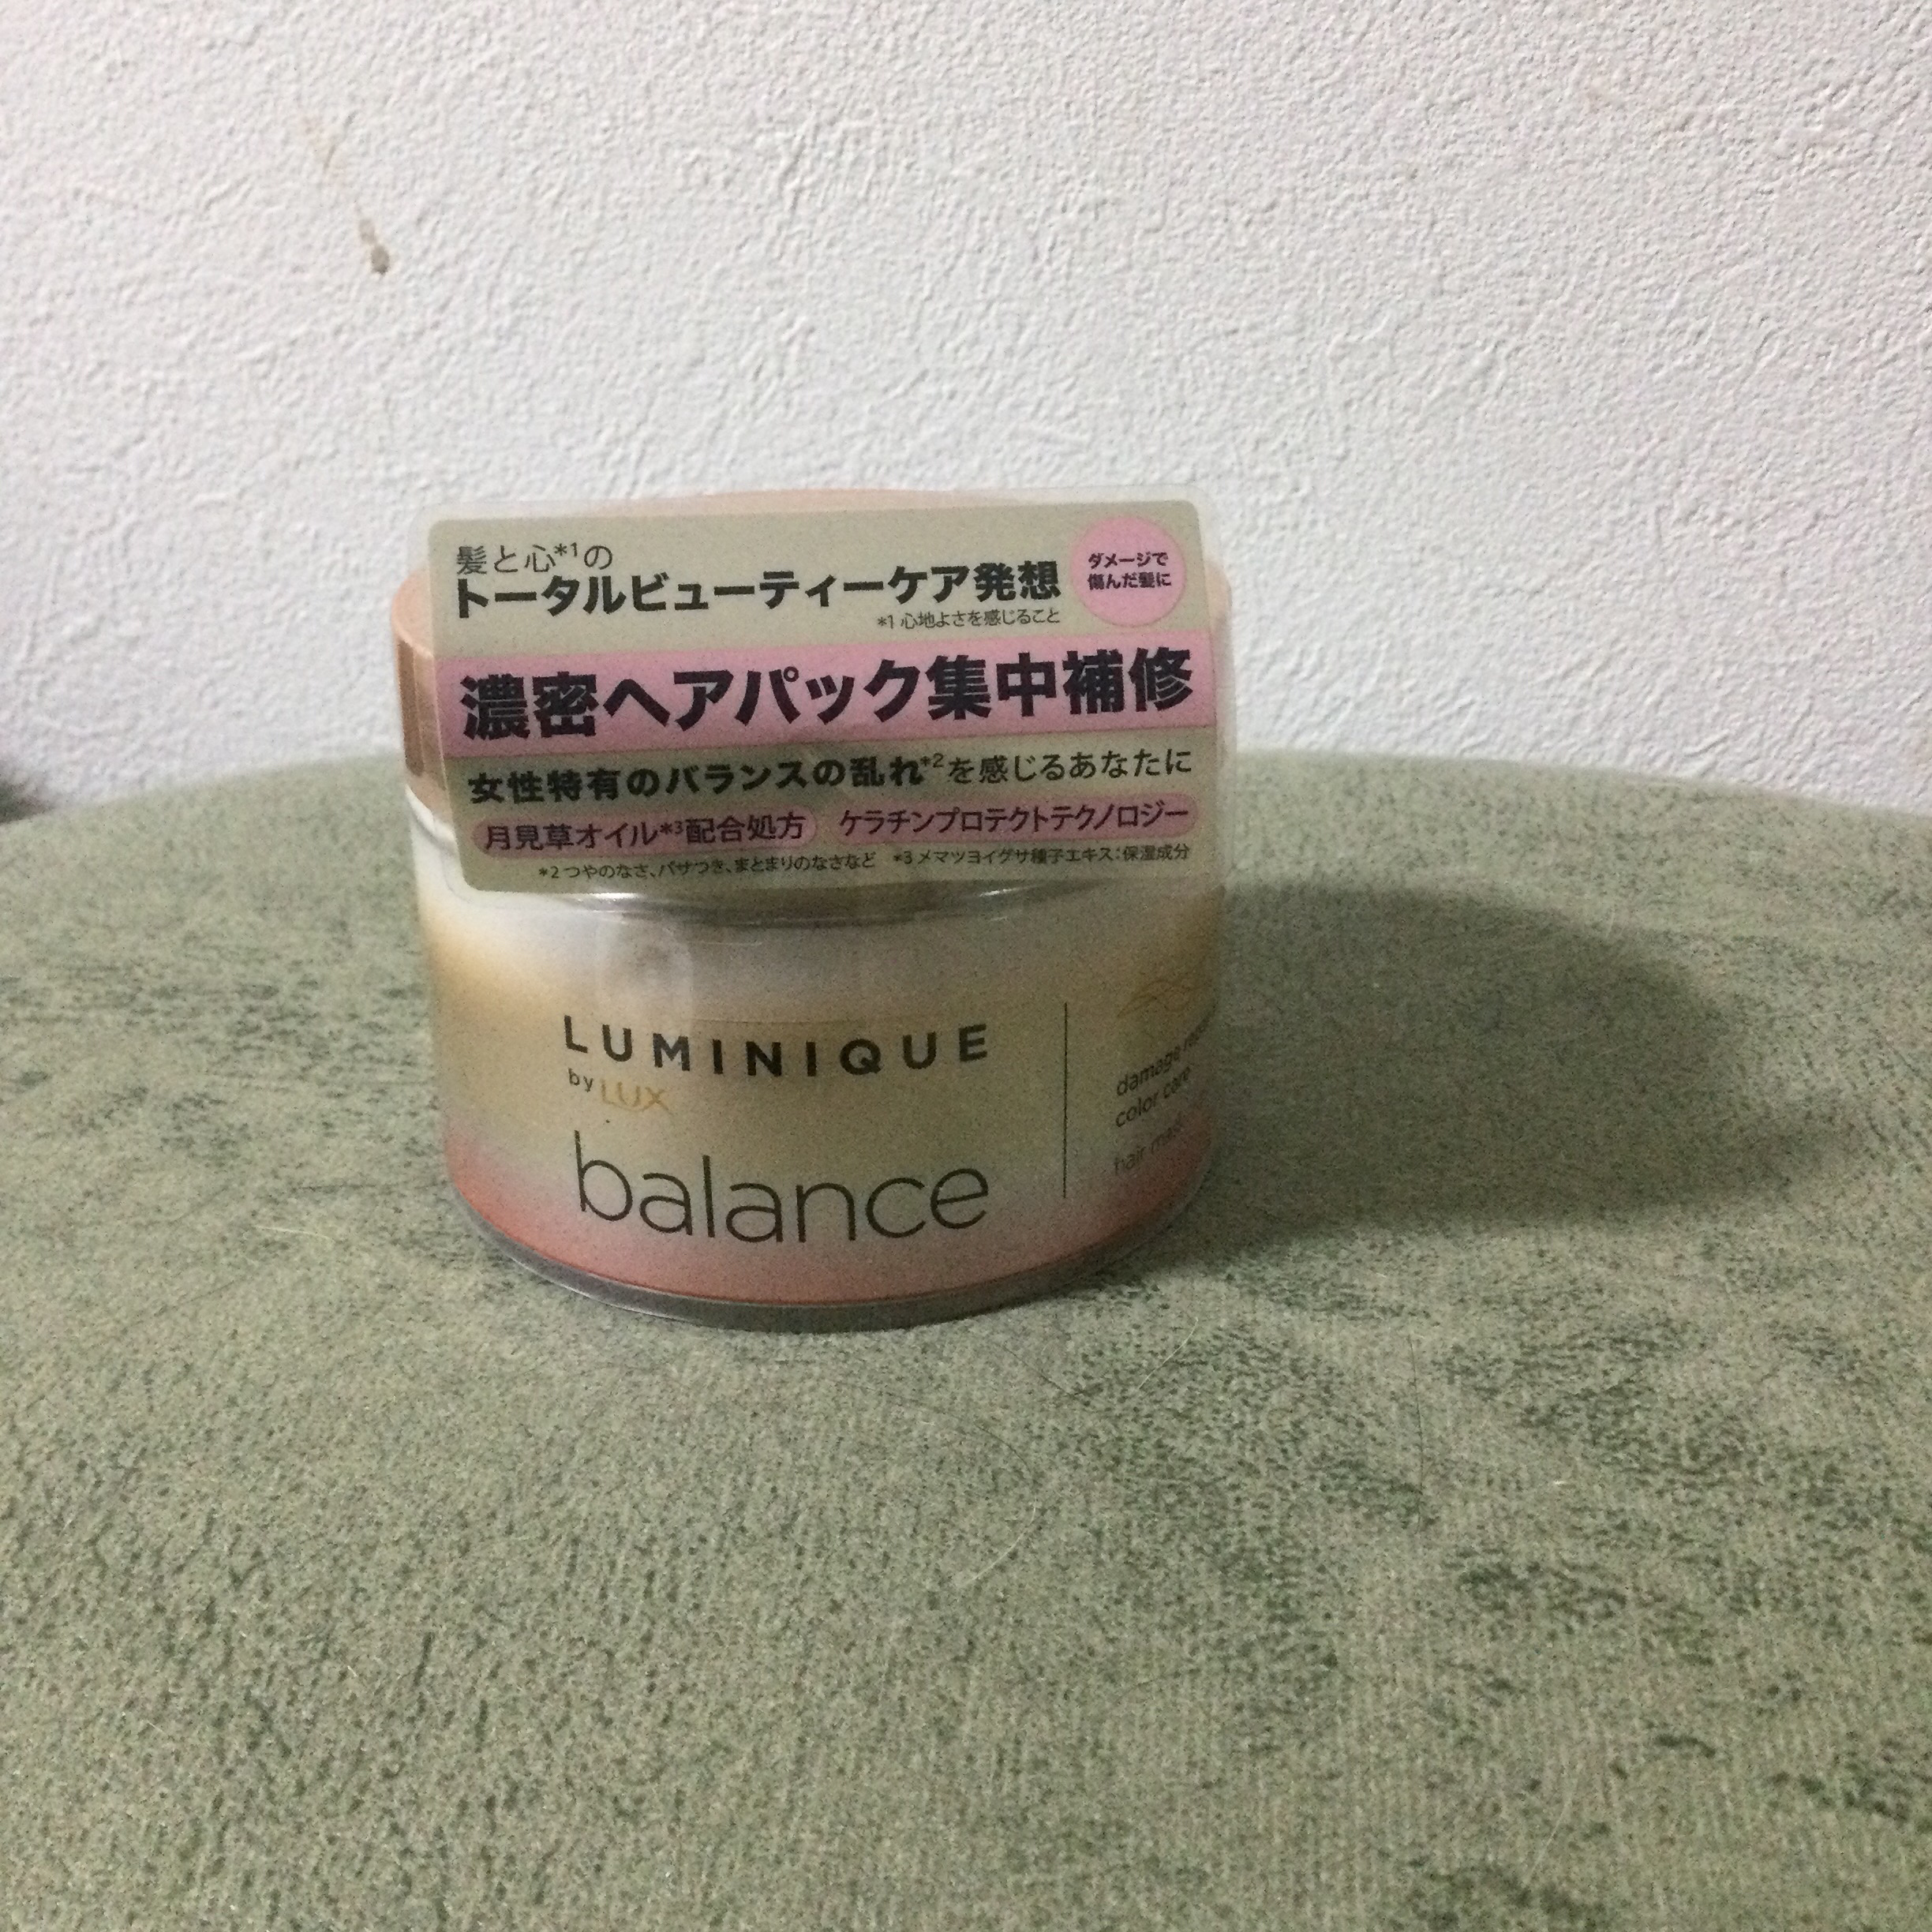 髪と心*1の
トータルビューティーケア発想
*1 心地よさを感じること
ダメージで
傷んだ髪に
濃密ヘアパック集中補修
女性特有のバランスの乱れ*2を感じるあなたに
月見草オイル*3配合処方 ケラチンプロテクトテクノロジー
*2 つやのなさ、パサつき、まとまりのなさなど *3 メマツヨイグサ種子エキス：保湿成分
LUMINIQUE
by LUX
balance
damage
color care
hair